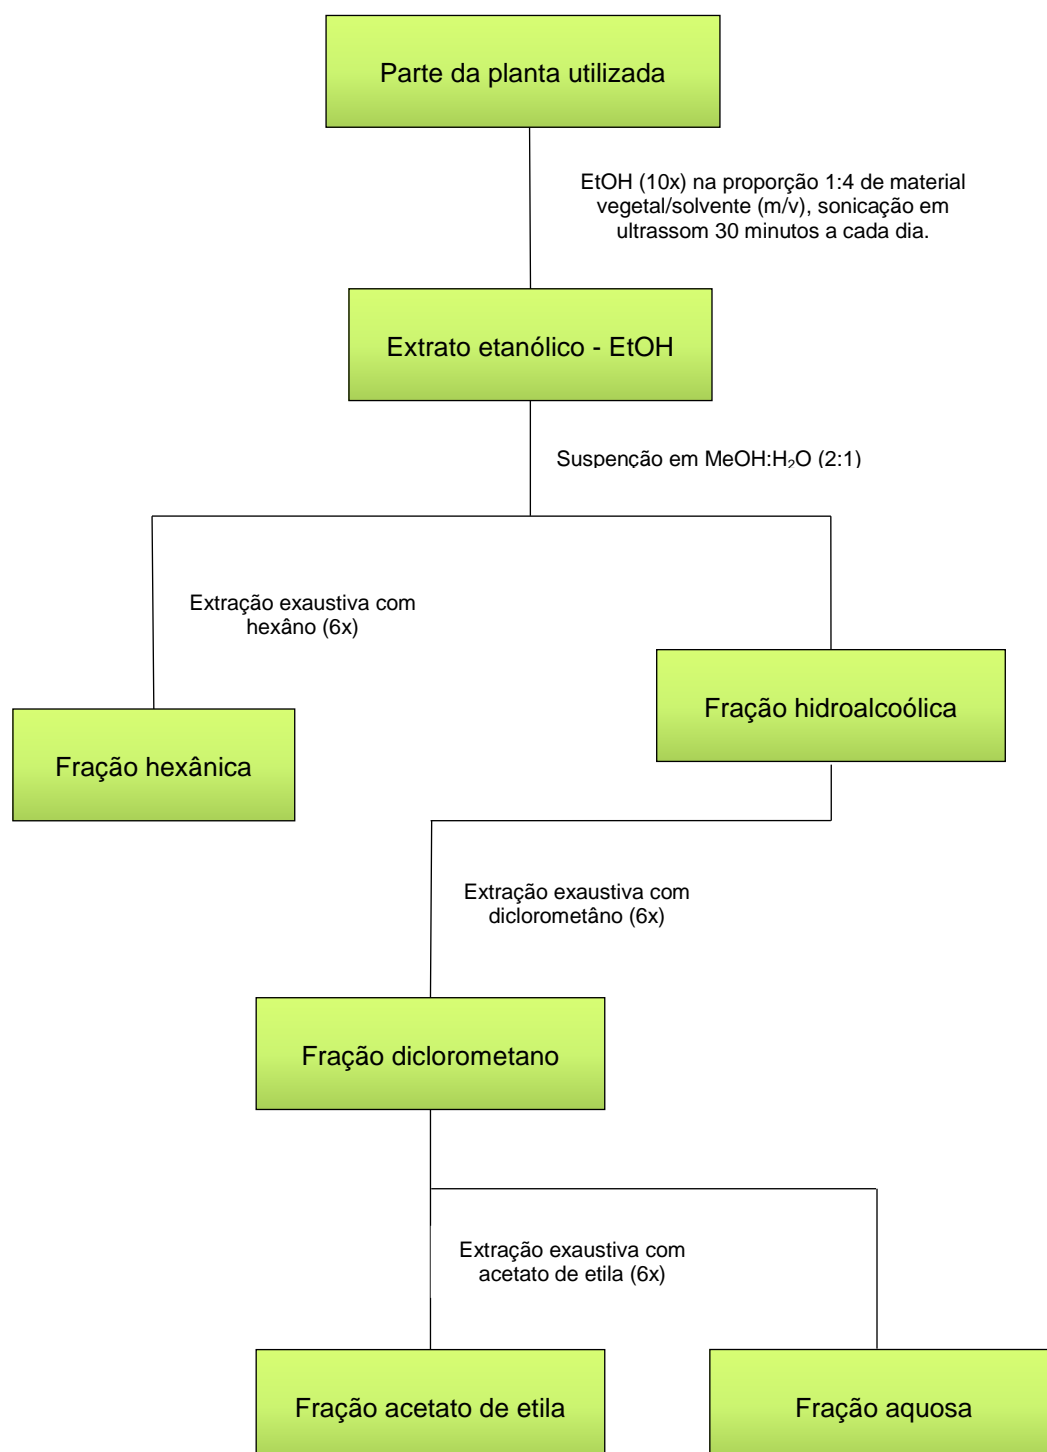 Parte da planta utilizada
EtOH (10x) na proporção 1:4 de material
vegetal/solvente (m/v), sonicação em
ultrassom 30 minutos a cada dia.
Extrato etanólico - EtOH
Suspenção em MeOH:H₂O (2:1)
Extração exaustiva com
hexâno (6x)
Fração hidroalcoólica
Fração hexânica
Extração exaustiva com
diclorometâno (6x)
Fração diclorometano
Extração exaustiva com
acetato de etila (6x)
Fração acetato de etila
Fração aquosa